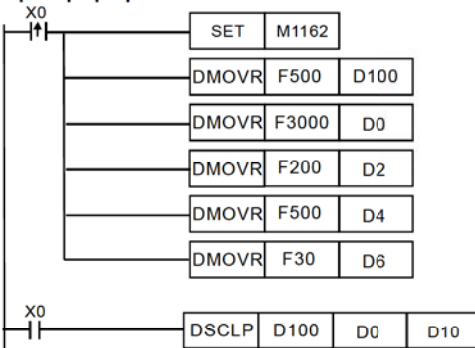 X0
SET M1162
DMOVR F500 D100
DMOVR F3000 D0
DMOVR F200 D2
DMOVR F500 D4
DMOVR F30 D6
X0
DSCLP D100 D0 D10